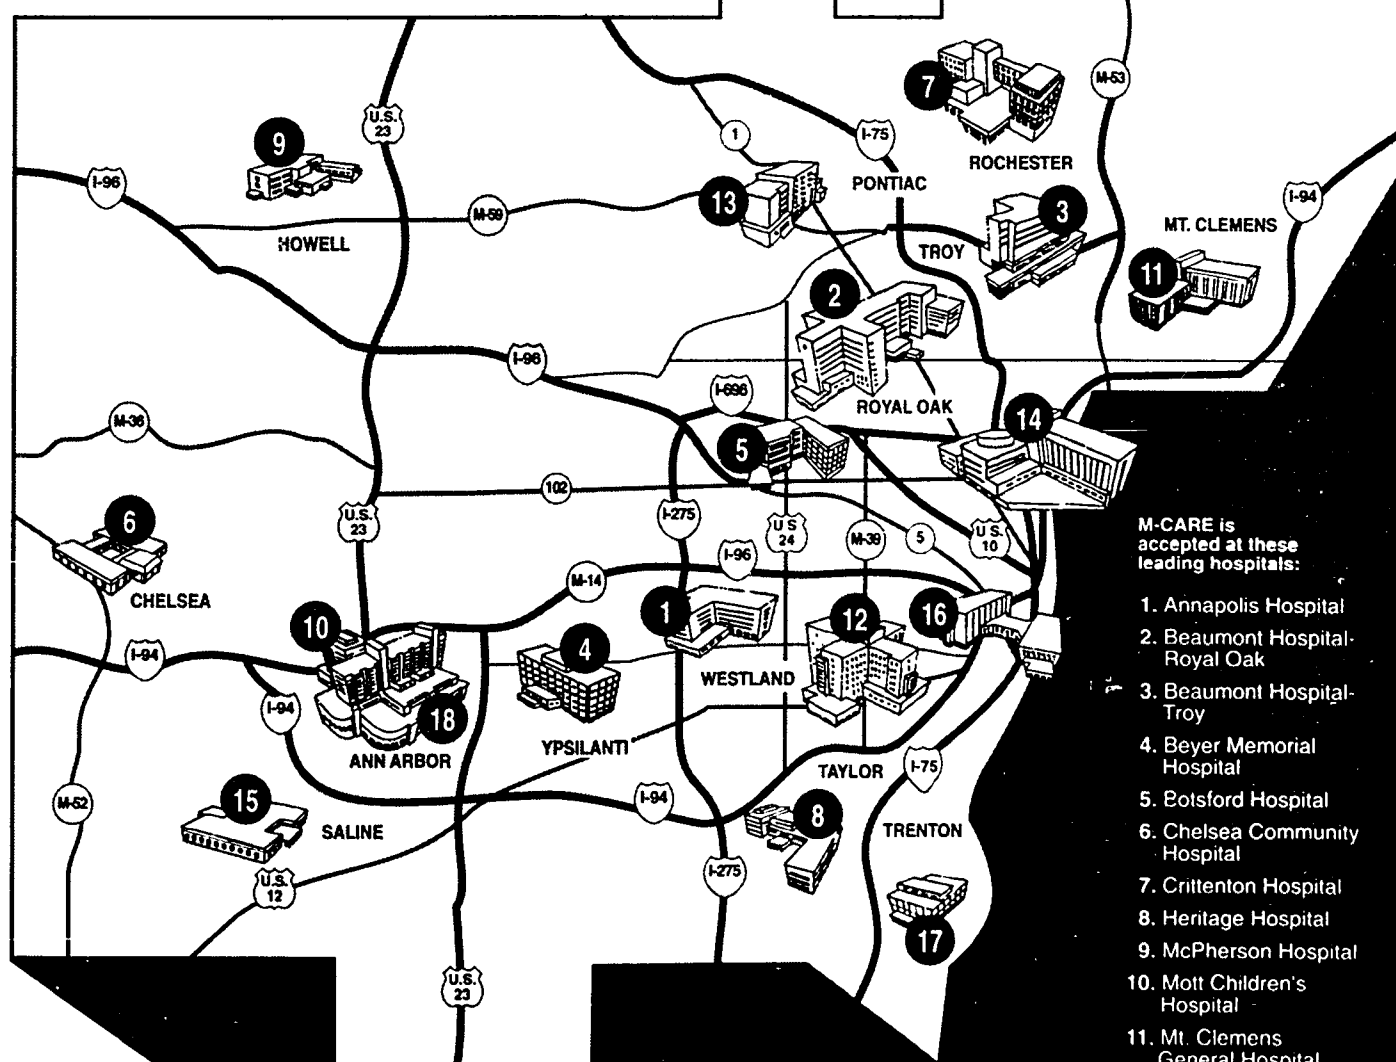 7
M-53
U.S.
23
9
1
I-75
ROCHESTER
I-96
PONTIAC
13
M-59
3
I-94
HOWELL
TROY
MT. CLEMENS
11
2
I-96
I-696
ROYAL OAK
14
M-36
5
102
6
U.S.
23
I-275
U S
24
M-39
5
U S.
10
CHELSEA
M-14
I-96
10
1
12
16
4
I-94
WESTLAND
I-94
18
YPSILANTI
ANN ARBOR
TAYLOR
I-75
M-52
15
I-94
8
SALINE
TRENTON
U.S.
12
I-275
17
U.S.
23
M-CARE is
accepted at these
leading hospitals:
1. Annapolis Hospital
2. Beaumont Hospital-
Royal Oak
3. Beaumont Hospital-
Troy
4. Beyer Memorial
Hospital
5. Botsford Hospital
6. Chelsea Community
Hospital
7. Crittenton Hospital
8. Heritage Hospital
9. McPherson Hospital
10. Mott Children's
Hospital
11. Mt. Clemens
General Hospital